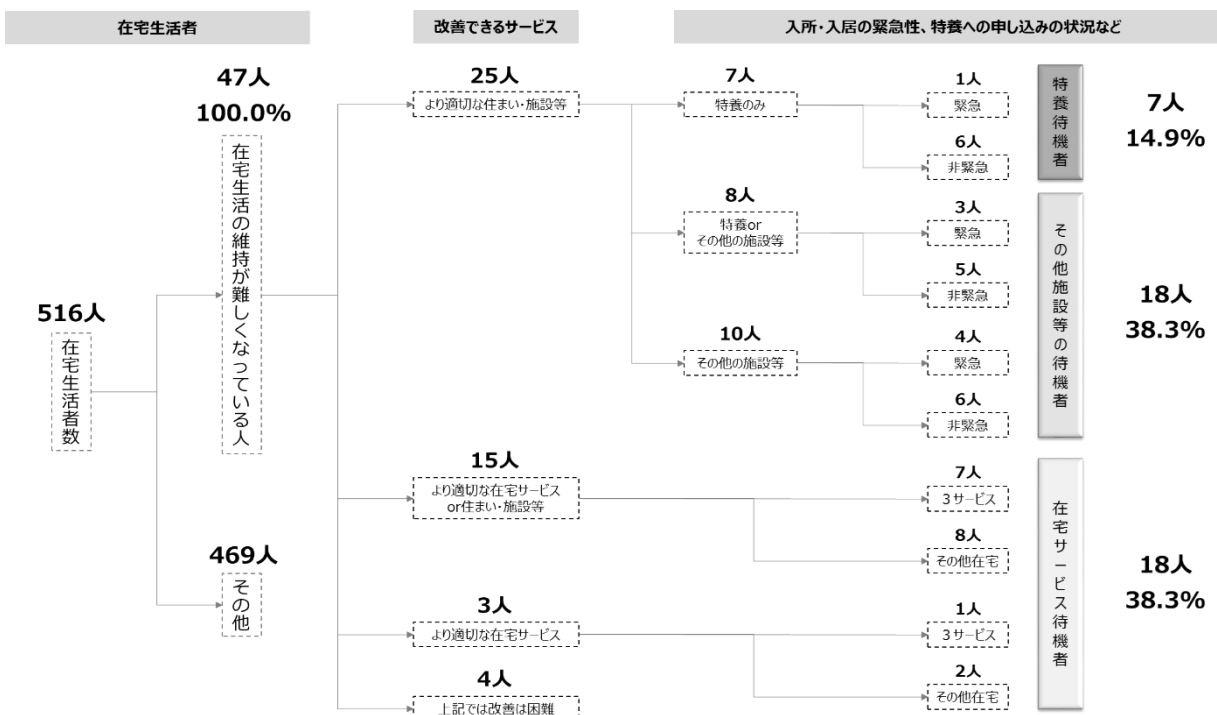 在宅生活者
改善できるサービス
入所・入居の緊急性、特養への申し込みの状況など
516人
在宅生活者数
47人
100.0%
在宅生活の維持が難しくなっている人
469人
その他
25人
より適切な住まい・施設等
7人
特養のみ
1人
緊急
6人
非緊急
8人
特養or
その他の施設等
3人
緊急
5人
非緊急
10人
その他の施設等
4人
緊急
6人
非緊急
15人
より適切な在宅サービス
or住まい・施設等
7人
3サービス
8人
その他在宅
3人
より適切な在宅サービス
1人
3サービス
2人
その他在宅
4人
上記では改善は困難
特養待機者
7人
14.9%
その他施設等の待機者
18人
38.3%
在宅サービス待機者
18人
38.3%